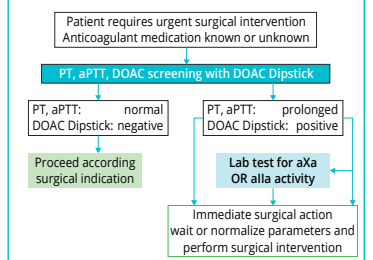 Patient requires urgent surgical intervention
Anticoagulant medication known or unknown
PT, aPTT, DOAC screening with DOAC Dipstick
PT, aPTT: normal
DOAC Dipstick: negative
PT, aPTT: prolonged
DOAC Dipstick: positive
Proceed according
surgical indication
Lab test for aXa
OR alla activity
Immediate surgical action
wait or normalize parameters and
perform surgical intervention